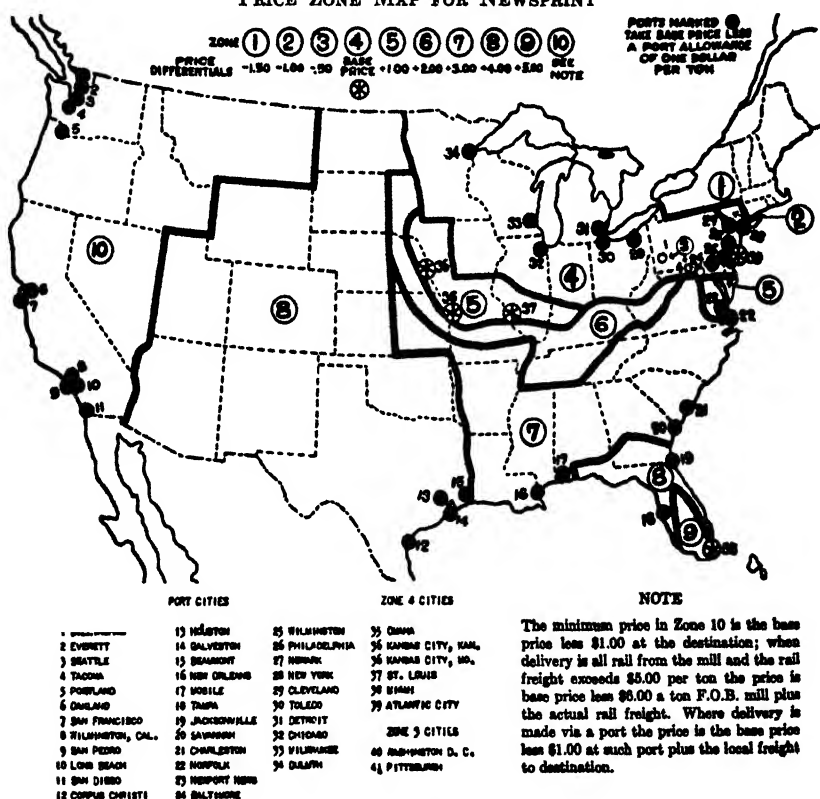 PRICE ZONE MAP FOR NEWSPRINT
ZONE 1 2 3 4 5 6 7 8 9 10
PRICE DIFFERENTIALS -1.50 -1.00 -.50 BASE PRICE +1.00 +2.00 +3.00 +4.00 +5.00 SEE NOTE
PORTS MARKED
TAKE BASE PRICE LESS
A PORT ALLOWANCE
OF ONE DOLLAR
PER TON
PORT CITIES
2 EVERETT
3 SEATTLE
4 TACOMA
5 PORTLAND
6 OAKLAND
7 SAN FRANCISCO
8 WILMINGTON, CAL.
9 SAN PEDRO
10 LONG BEACH
11 SAN DIEGO
12 CORPUS CHRISTI
13 HOUSTON
14 GALVESTON
15 BEAUMONT
16 NEW ORLEANS
17 MOBILE
18 TAMPA
19 JACKSONVILLE
20 SAVANNAH
21 CHARLESTON
22 NORFOLK
23 NEWPORT NEWS
24 BALTIMORE
25 WILMINGTON
26 PHILADELPHIA
27 NEWARK
28 NEW YORK
29 CLEVELAND
30 TOLEDO
31 DETROIT
32 CHICAGO
33 MILWAUKEE
34 DULUTH
ZONE 4 CITIES
35 OMAHA
36 KANSAS CITY, KAN.
36 KANSAS CITY, MO.
37 ST. LOUIS
38 MIAMI
39 ATLANTIC CITY
ZONE 3 CITIES
40 WASHINGTON D. C.
41 PITTSBURGH
NOTE
The minimum price in Zone 10 is the base
price less $1.00 at the destination; when
delivery is all rail from the mill and the rail
freight exceeds $5.00 per ton the price is
base price less $6.00 a ton F.O.B. mill plus
the actual rail freight. Where delivery is
made via a port the price is the base price
less $1.00 at such port plus the local freight
to destination.